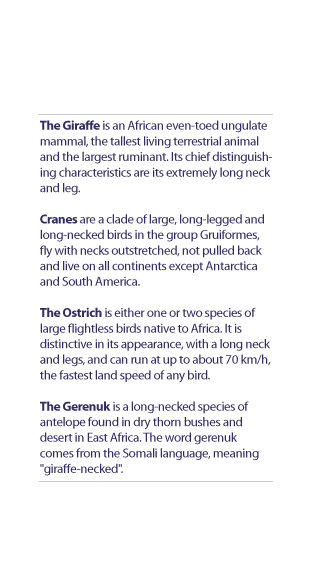 The Giraffe is an African even-toed ungulate
mammal, the tallest living terrestrial animal
and the largest ruminant. Its chief distinguish-
ing characteristics are its extremely long neck
and leg.
Cranes are a clade of large, long-legged and
long-necked birds in the group Gruiformes,
fly with necks outstretched, not pulled back
and live on all continents except Antarctica
and South America.
The Ostrich is either one or two species of
large flightless birds native to Africa. It is
distinctive in its appearance, with a long neck
and legs, and can run at up to about 70 km/h,
the fastest land speed of any bird.
The Gerenuk is a long-necked species of
antelope found in dry thorn bushes and
desert in East Africa. The word gerenuk
comes from the Somali language, meaning
"giraffe-necked".